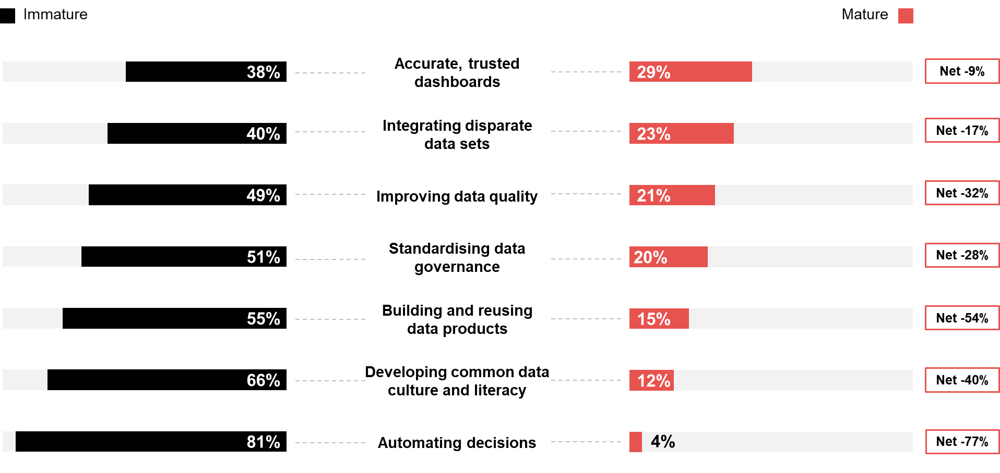 Immature
Mature
38%
Accurate, trusted
dashboards
29%
Net -9%
40%
Integrating disparate
data sets
23%
Net -17%
49%
Improving data quality
21%
Net -32%
51%
Standardising data
governance
20%
Net -28%
55%
Building and reusing
data products
15%
Net -54%
66%
Developing common data
culture and literacy
12%
Net -40%
81%
Automating decisions
4%
Net -77%